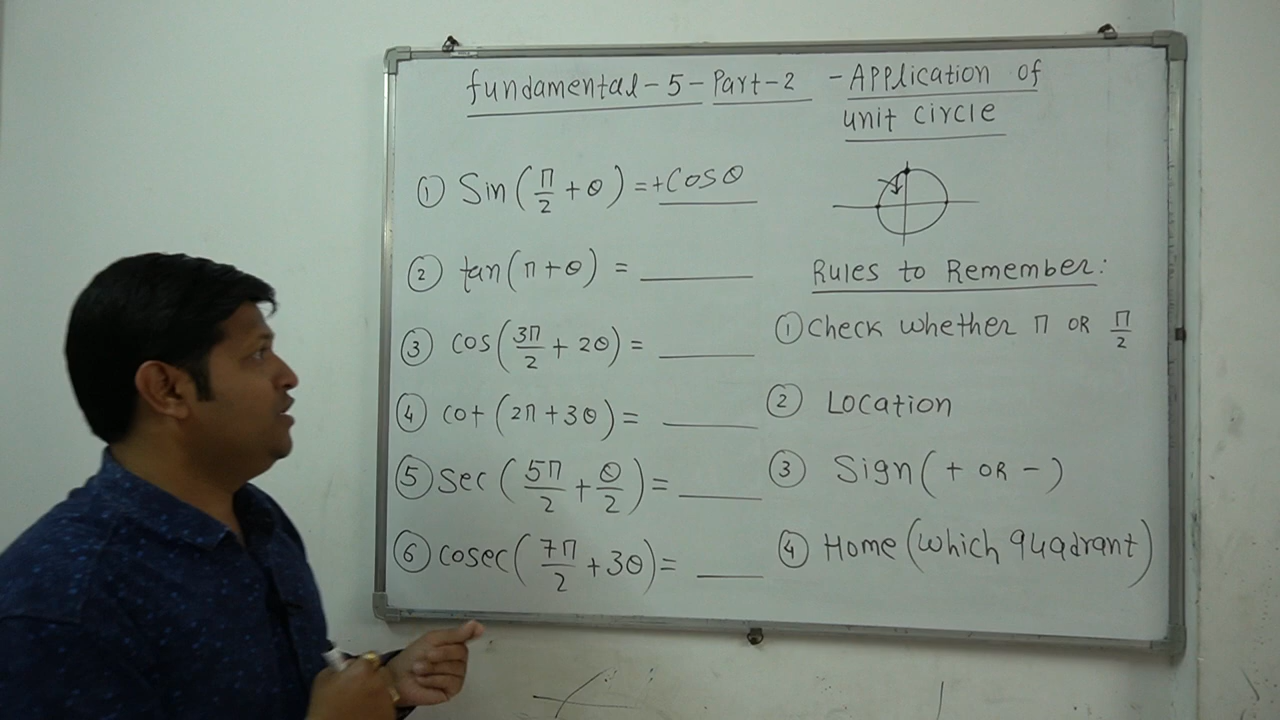 fundamental-5-Part-2 - Application of
unit circle
① Sin(π/2 + θ) = +Cosθ
② tan(π+θ) = ____
③ cos(3π/2 + 2θ) = ____
④ cot(2π+3θ) = ____
⑤ sec(5π/2 + θ/2) = ____
⑥ cosec(7π/2 + 3θ) = ____
Rules to Remember:
① Check whether π OR π/2
② Location
③ Sign (+ OR -)
④ Home (which quadrant)